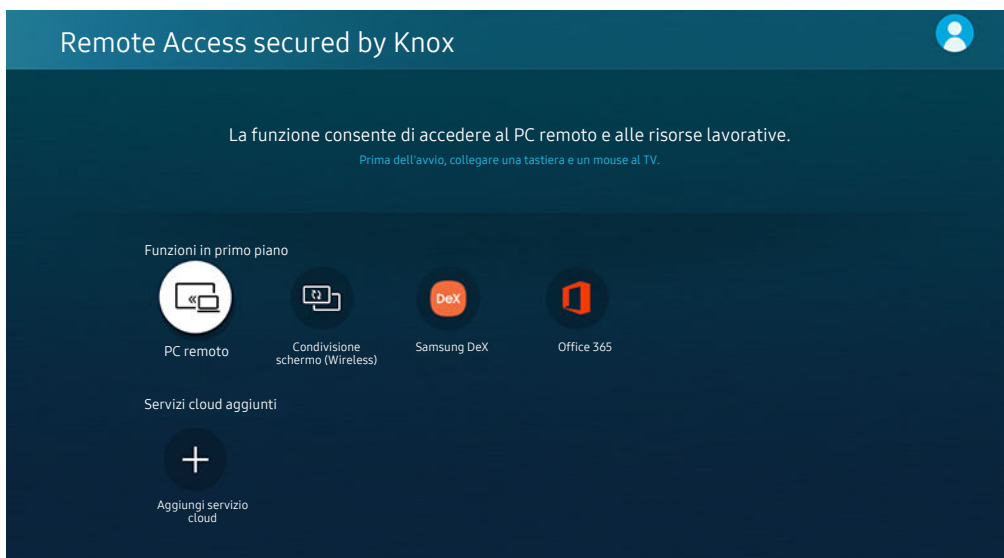 Remote Access secured by Knox
La funzione consente di accedere al PC remoto e alle risorse lavorative.
Prima dell'avvio, collegare una tastiera e un mouse al TV.
Funzioni in primo piano
DeX
PC remoto
Condivisione
schermo (Wireless)
Samsung DeX
Office 365
Servizi cloud aggiunti
Aggiungi servizio
cloud